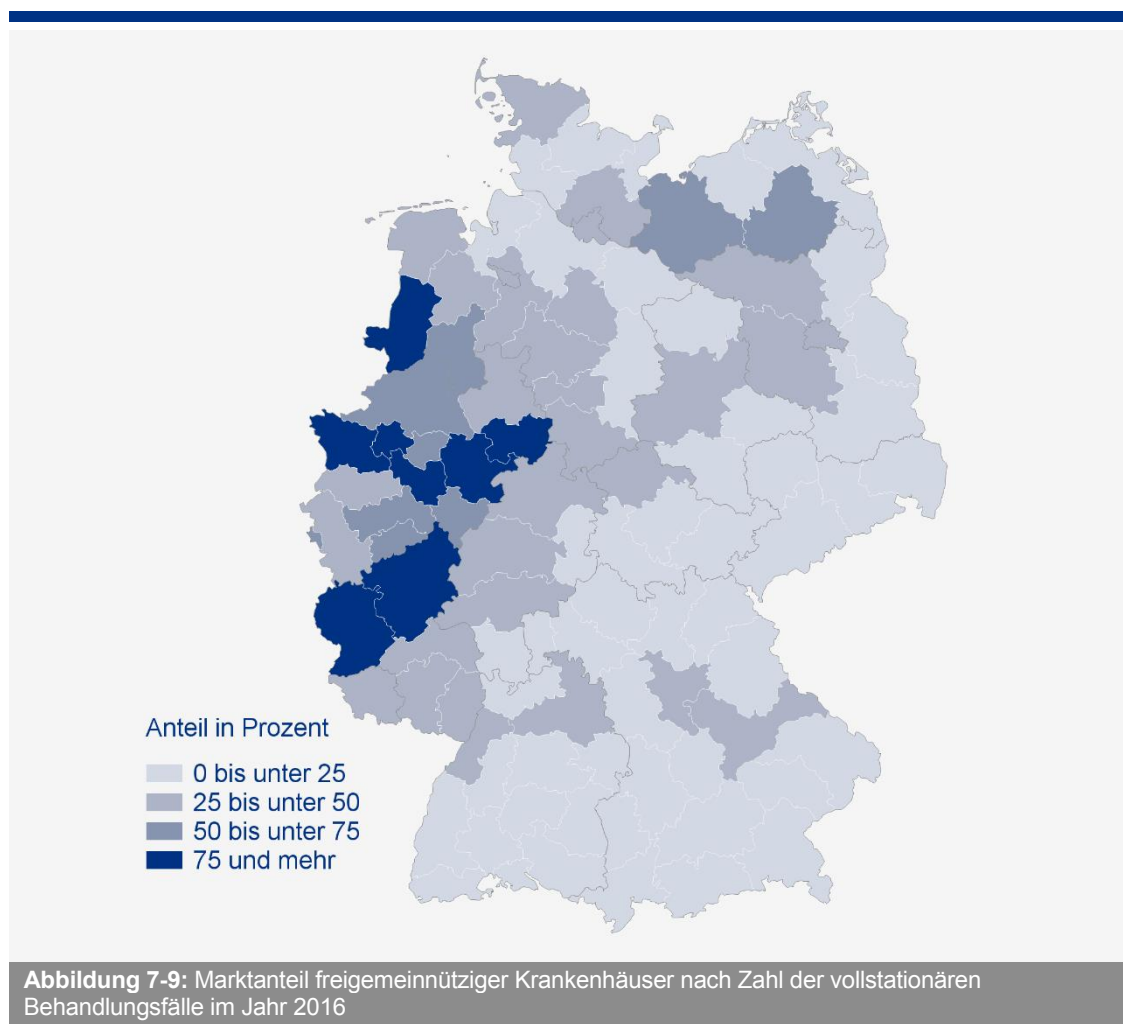 Anteil in Prozent
0 bis unter 25
25 bis unter 50
50 bis unter 75
75 und mehr
Abbildung 7-9: Marktanteil freigemeinnütziger Krankenhäuser nach Zahl der vollstationären
Behandlungsfälle im Jahr 2016